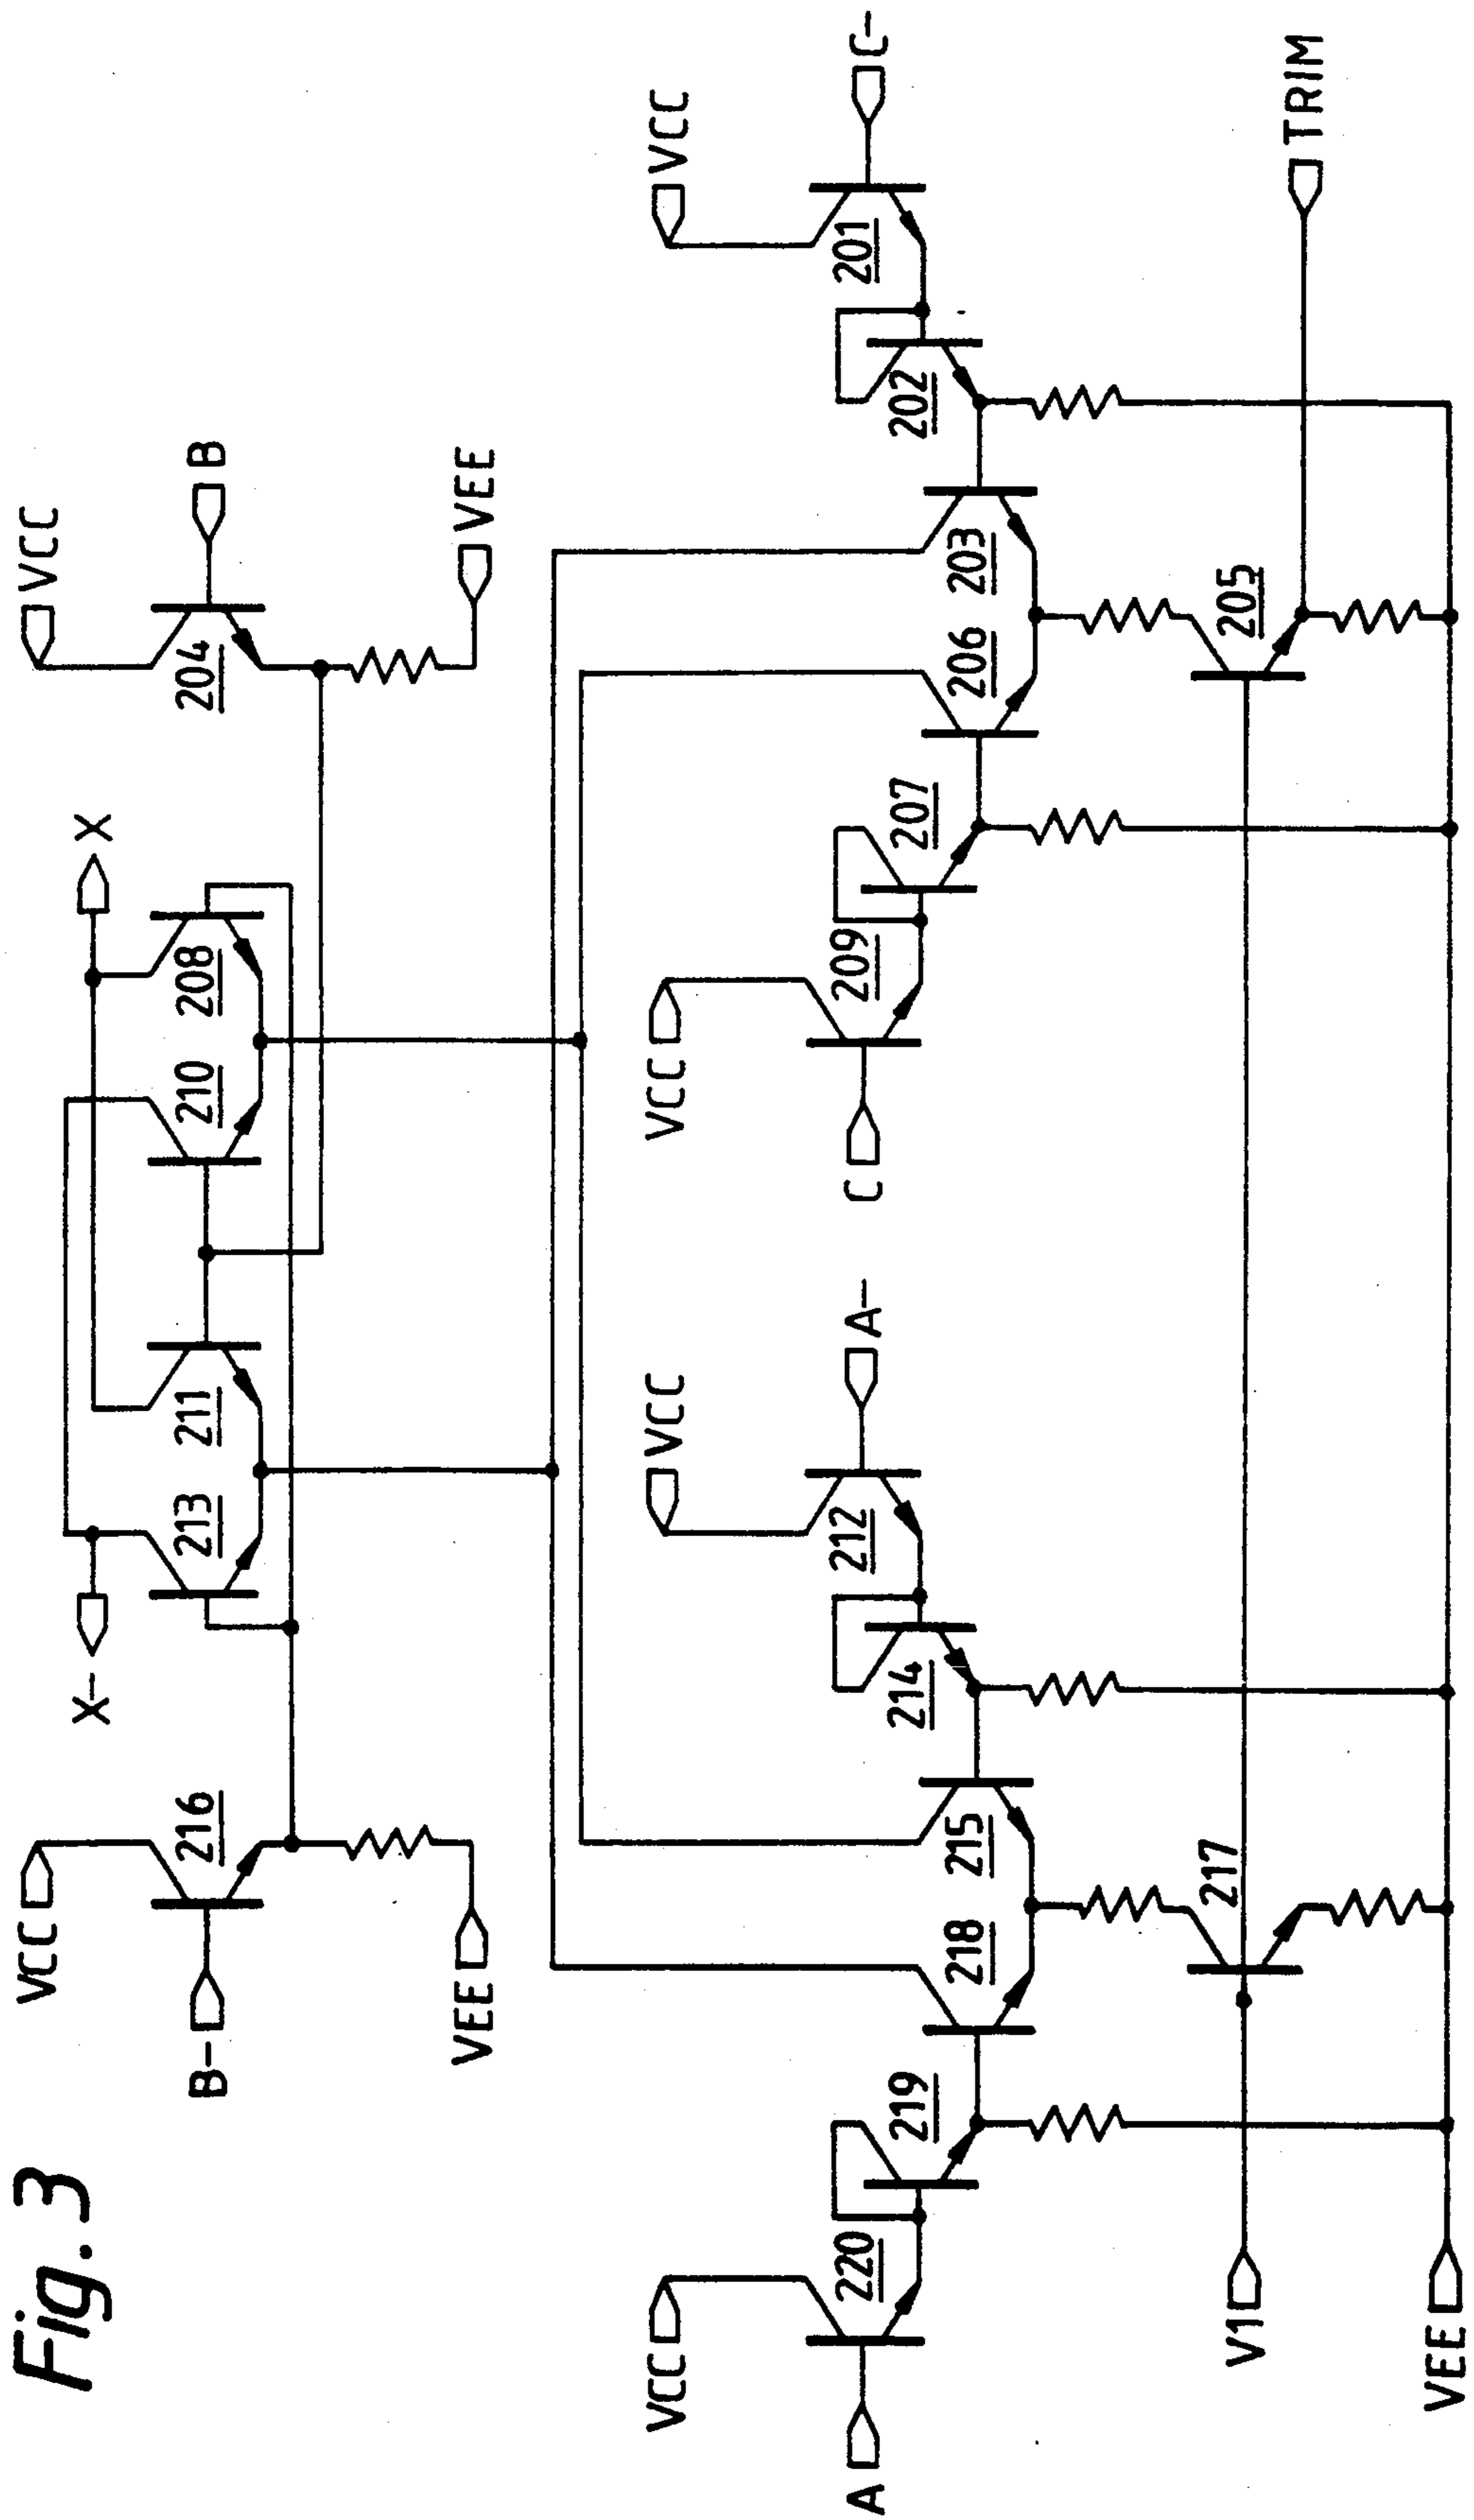 Fig. 3
VCC
VCC
B-
216
X-
213
211
210
208
X
204
B
VEE
VEE
VCC
VCC
VCC
VCC
A
220
219
218
215
214
212
A-
C
209
207
206
203
202
201
C-
V1
217
205
TRIM
VEE